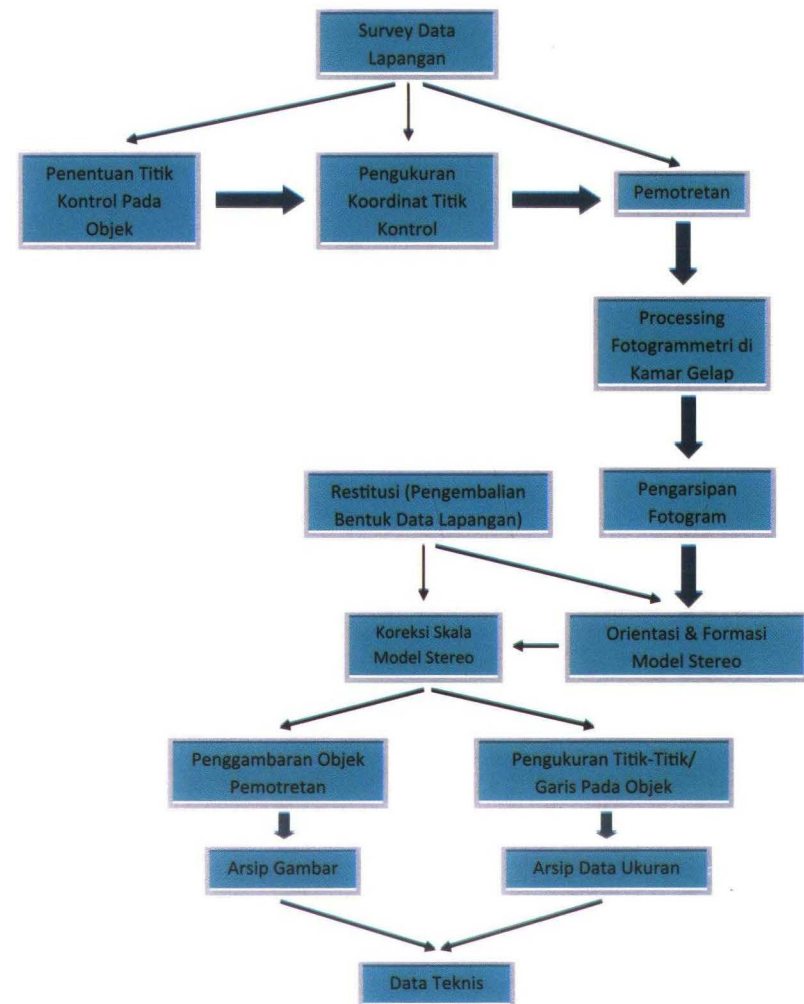 Survey Data
Lapangan
Penentuan Titik
Kontrol Pada
Objek
Pengukuran
Koordinat Titik
Kontrol
Pemotretan
Processing
Fotogrammetri di
Kamar Gelap
Restitusi (Pengembalian
Bentuk Data Lapangan)
Pengarsipan
Fotogram
Koreksi Skala
Model Stereo
Orientasi & Formasi
Model Stereo
Penggambaran Objek
Pemotretan
Pengukuran Titik-Titik/
Garis Pada Objek
Arsip Gambar
Arsip Data Ukuran
Data Teknis